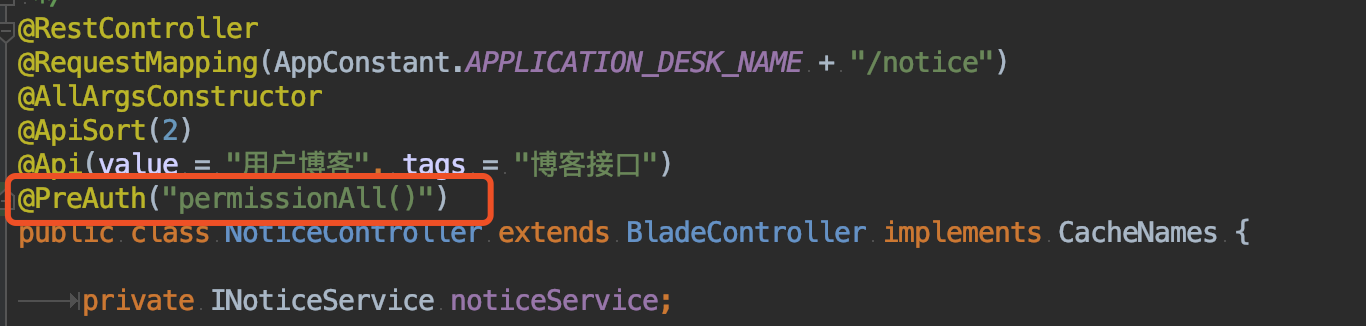 */
@RestController
@RequestMapping(AppConstant.APPLICATION_DESK_NAME + "/notice")
@AllArgsConstructor
@ApiSort(2)
@Api(value = "用户博客", tags = "博客接口")
@PreAuth("permissionAll()")
public class NoticeController extends BladeController implements CacheNames {
private INoticeService noticeService;